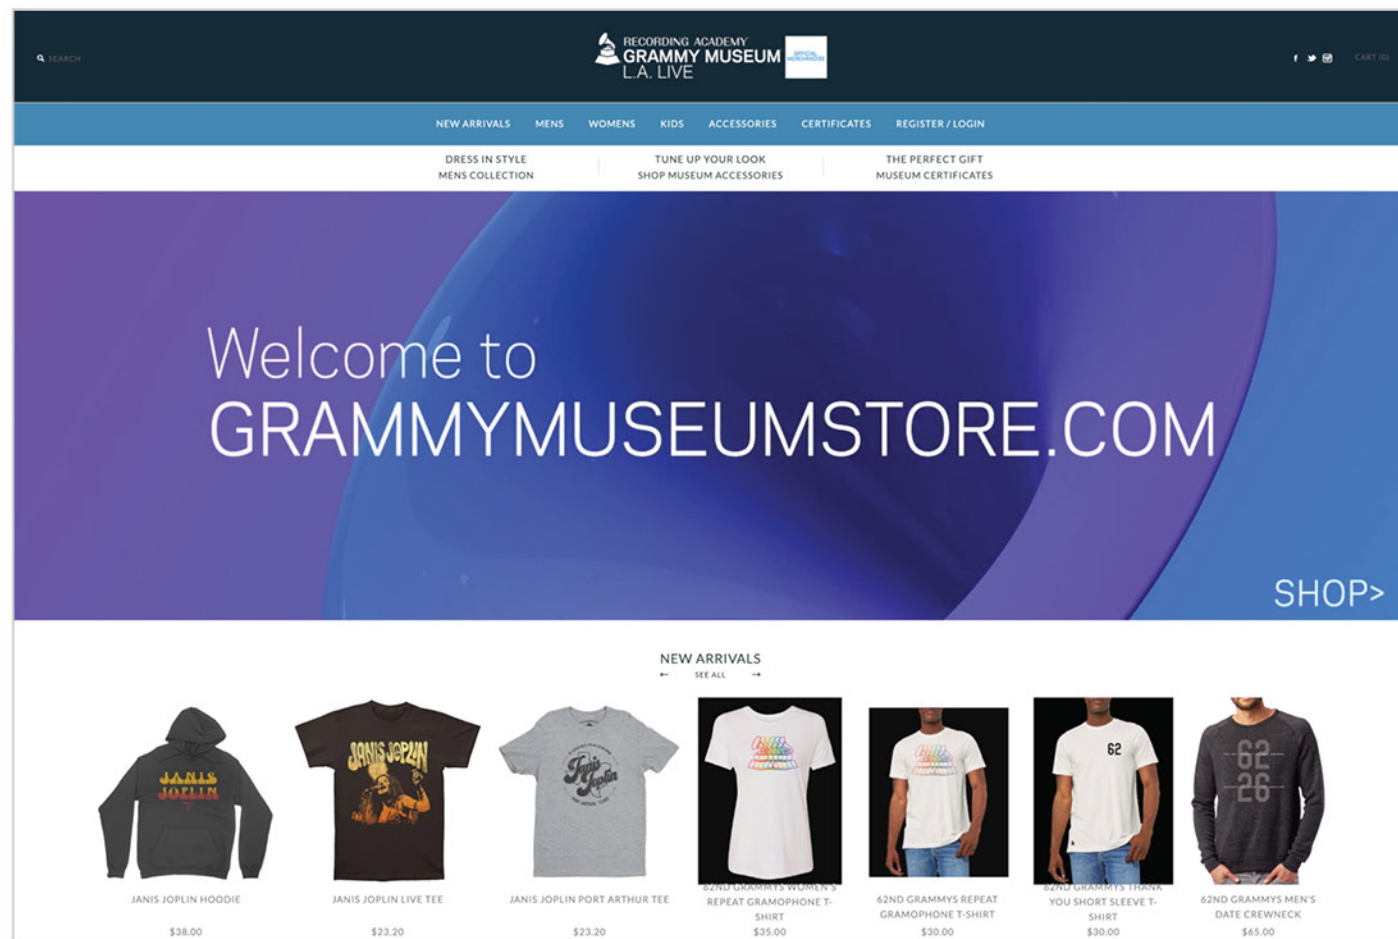 SEARCH
RECORDING ACADEMY
GRAMMY MUSEUM
L.A. LIVE
OFFICIAL
MERCHANDISE
CART (0)
NEW ARRIVALS MENS WOMENS KIDS ACCESSORIES CERTIFICATES REGISTER / LOGIN
DRESS IN STYLE
MENS COLLECTION
TUNE UP YOUR LOOK
SHOP MUSEUM ACCESSORIES
THE PERFECT GIFT
MUSEUM CERTIFICATES
Welcome to
GRAMMYMUSEUMSTORE.COM
SHOP>
NEW ARRIVALS
← SEE ALL →
JANIS
JOPLIN
JANIS JOPLIN
Janis
Joplin
62
62
26
JANIS JOPLIN HOODIE
$38.00
JANIS JOPLIN LIVE TEE
$23.20
JANIS JOPLIN PORT ARTHUR TEE
$23.20
62ND GRAMMYS WOMEN'S
REPEAT GRAMOPHONE T-
SHIRT
$35.00
62ND GRAMMYS REPEAT
GRAMOPHONE T-SHIRT
$30.00
62ND GRAMMYS THANK
YOU SHORT SLEEVE T-
SHIRT
$30.00
62ND GRAMMYS MEN'S
DATE CREWNECK
$65.00